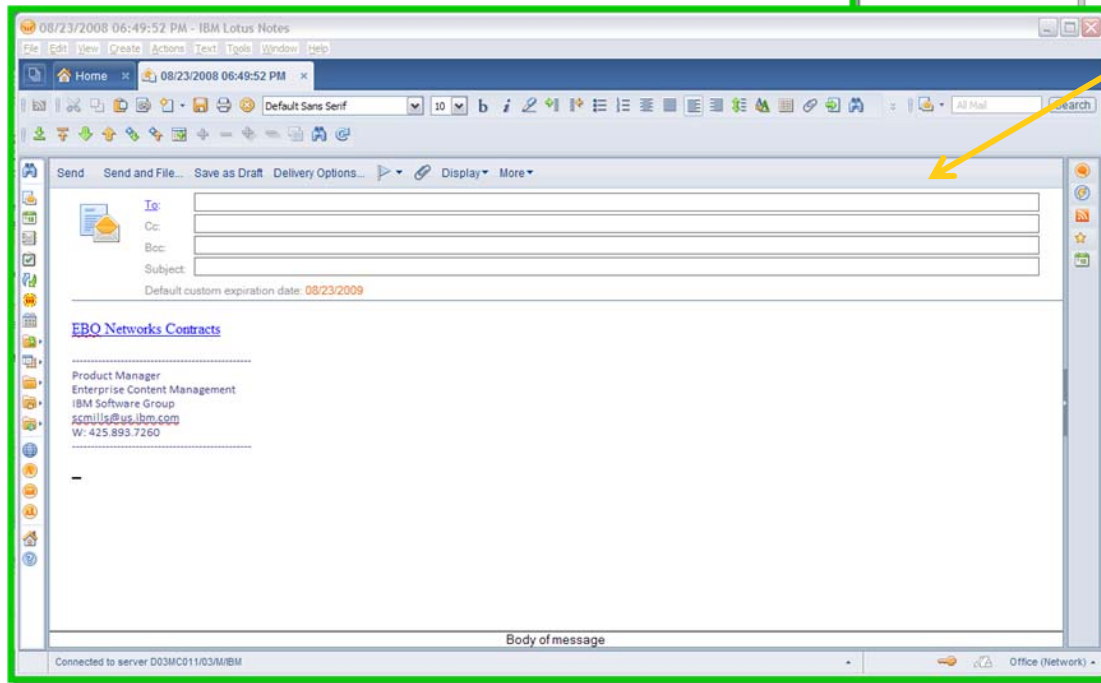 08/23/2008 06:49:52 PM - IBM Lotus Notes
File Edit View Create Actions Text Tools Window Help
Home 08/23/2008 06:49:52 PM
Default Sans Serif 10 b i All Mail Search
Send Send and File... Save as Draft Delivery Options... Display More
To:
Cc:
Bcc:
Subject:
Default custom expiration date: 08/23/2009
EBO Networks Contracts
------------------------------------------------
Product Manager
Enterprise Content Management
IBM Software Group
scmills@us.ibm.com
W: 425.893.7260
------------------------------------------------
Body of message
Connected to server D03MC011/03/M/IBM Office (Network)